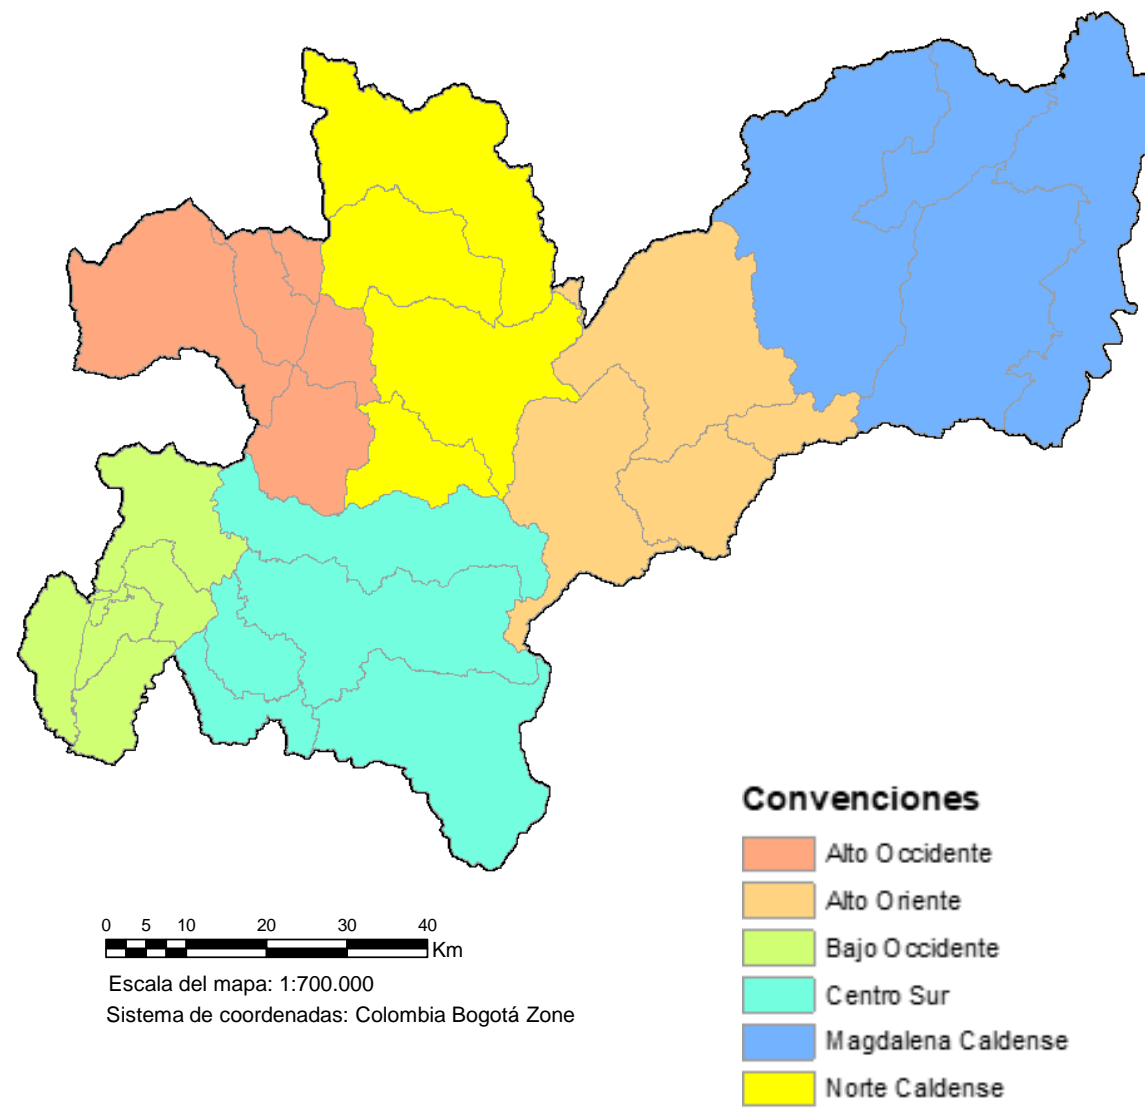 Convenciones
Alto Occidente
Alto Oriente
Bajo Occidente
Centro Sur
Magdalena Caldense
Norte Caldense
0 5 10 20 30 40
Km
Escala del mapa: 1:700.000
Sistema de coordenadas: Colombia Bogotá Zone